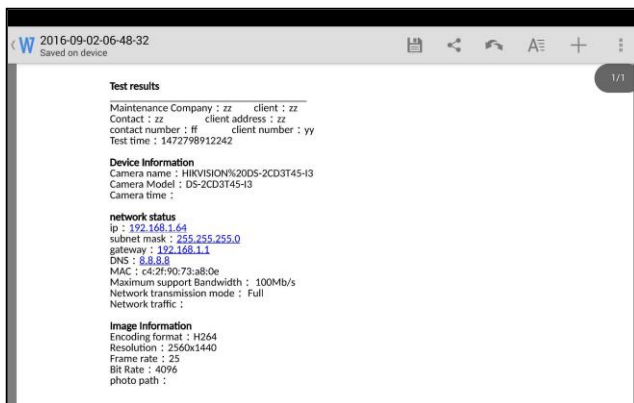 2016-09-02-06-48-32
Saved on device
1/1
Test results
Maintenance Company：zz client：zz
Contact：zz client address：zz
contact number：ff client number：yy
Test time：1472798912242
Device Information
Camera name：HIKVISION%20DS-2CD3T45-I3
Camera Model：DS-2CD3T45-I3
Camera time：
network status
ip：192.168.1.64
subnet mask：255.255.255.0
gateway：192.168.1.1
DNS：8.8.8.8
MAC：c4:2f:90:73:a8:0e
Maximum support Bandwidth：100Mb/s
Network transmission mode：Full
Network traffic：
Image Information
Encoding format：H264
Resolution：2560x1440
Frame rate：25
Bit Rate：4096
photo path：